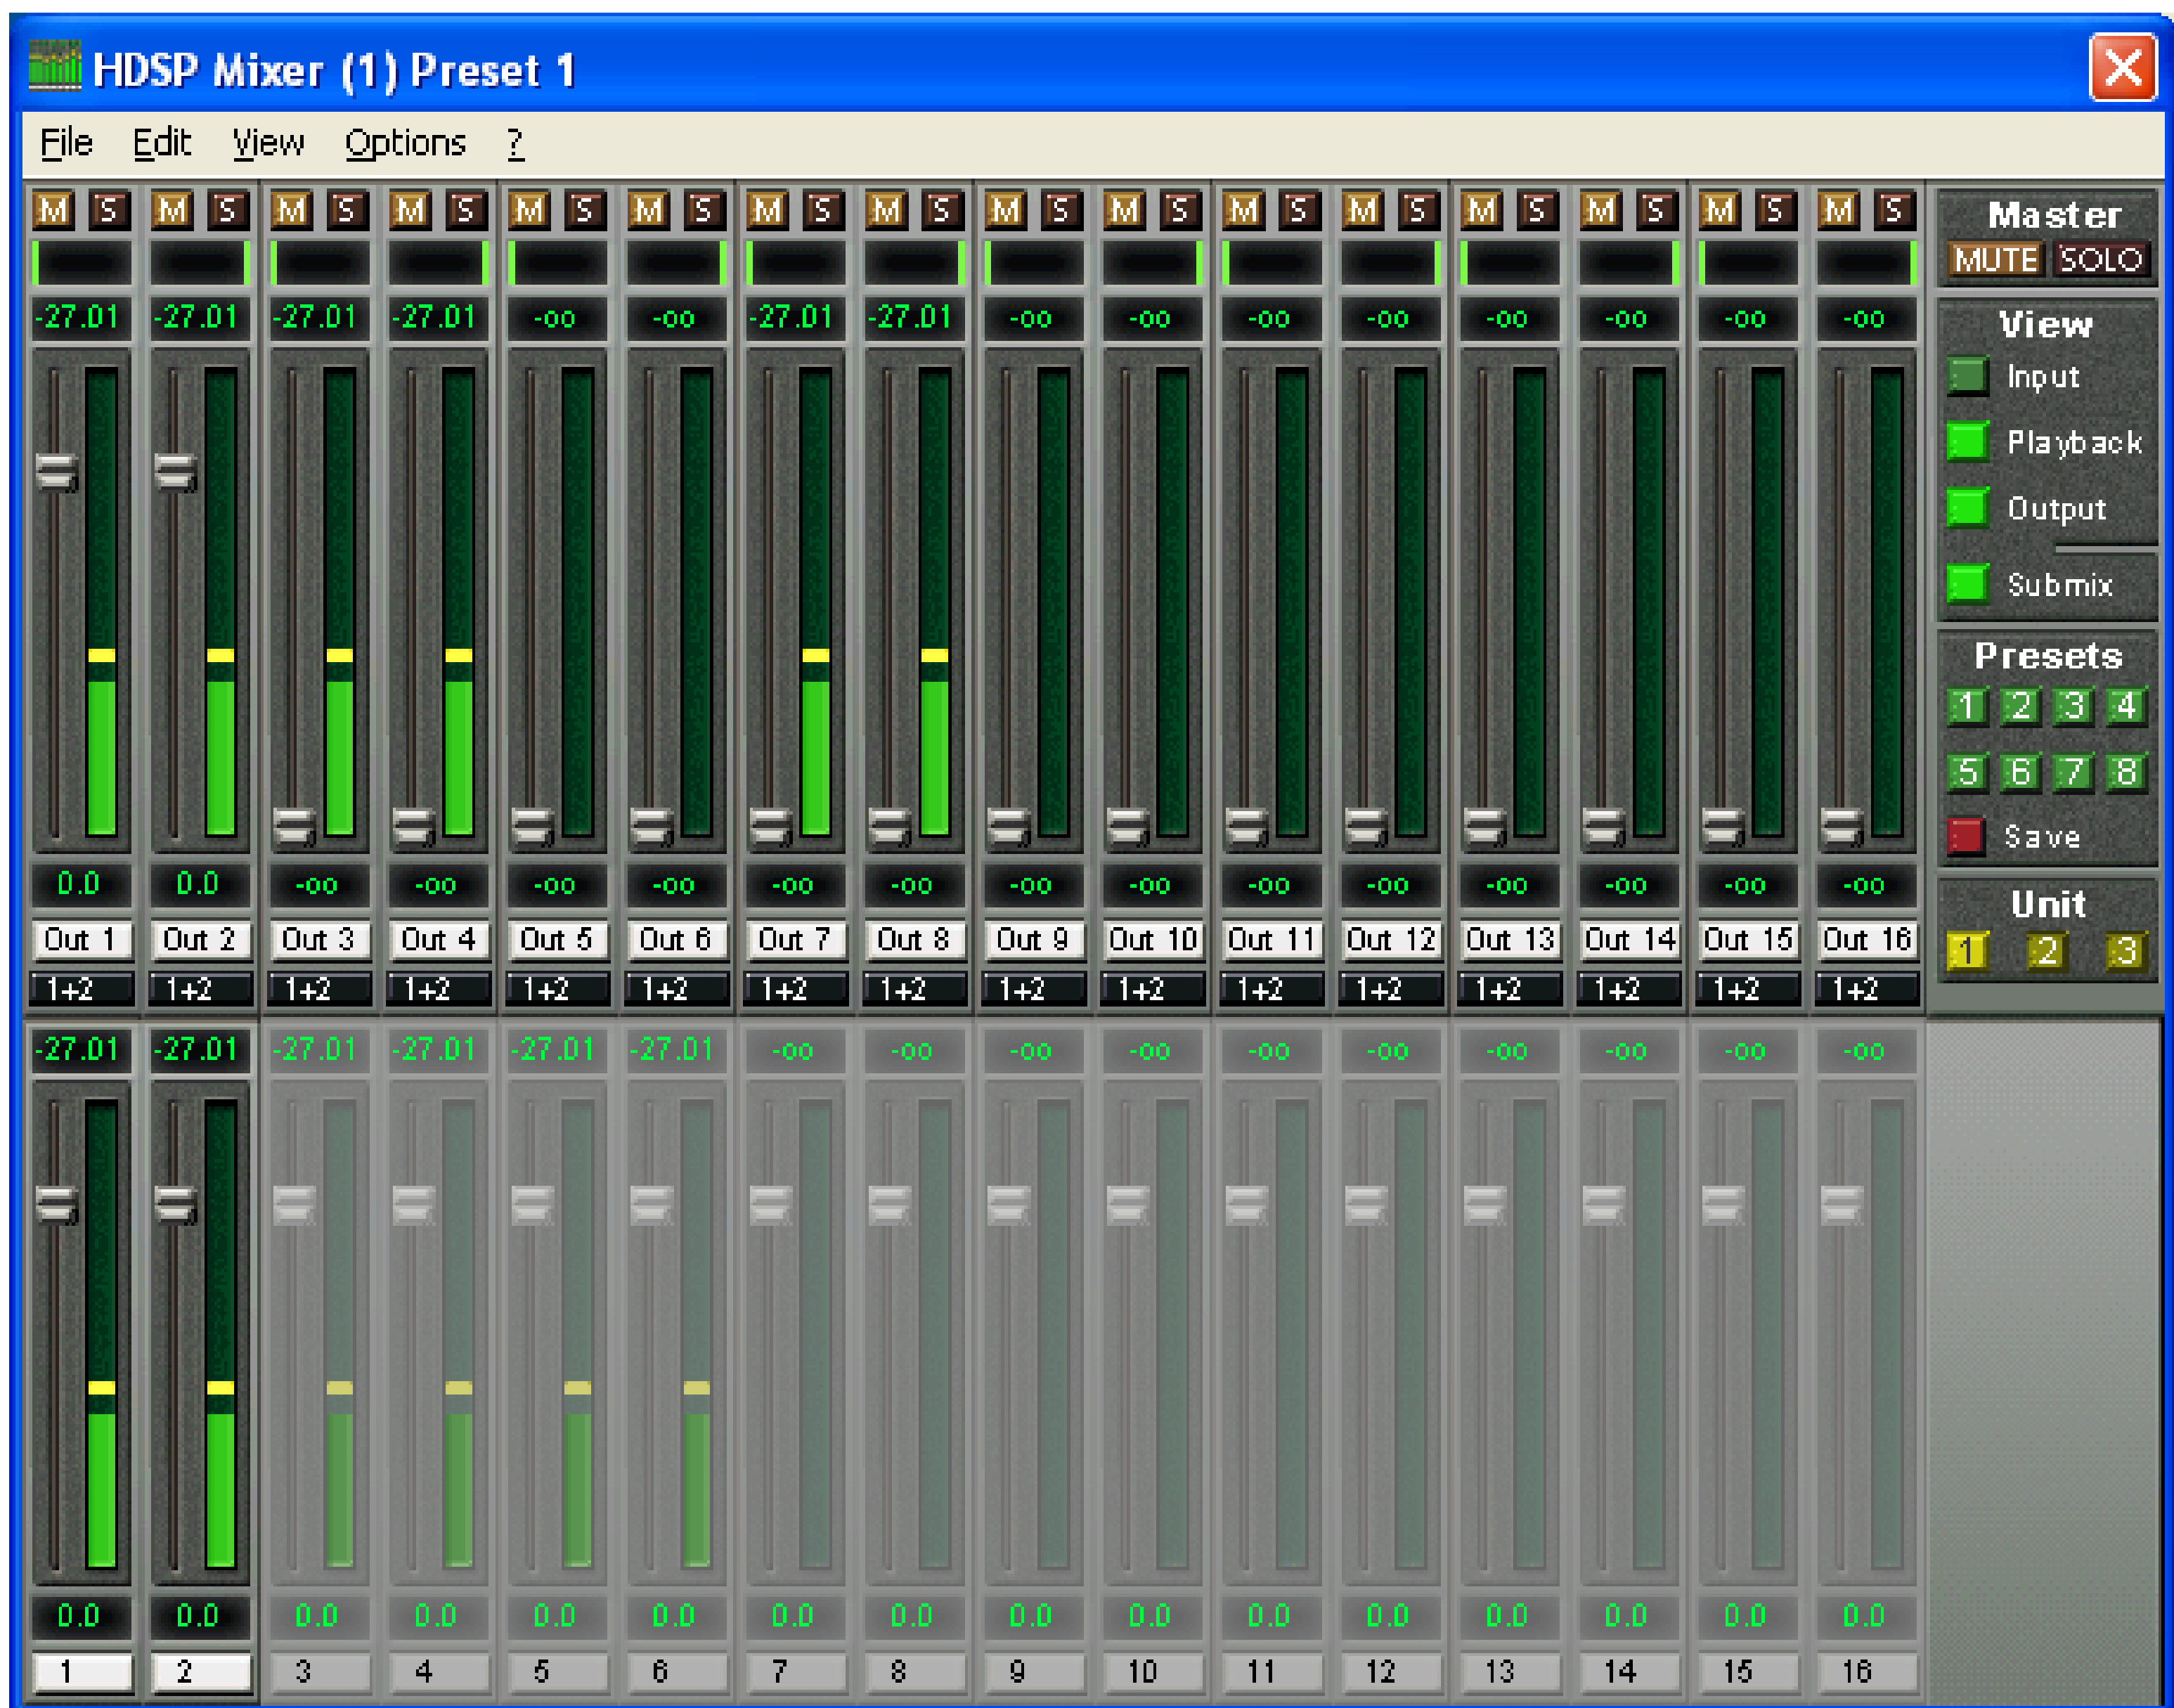 HDSP Mixer (1) Preset 1
File Edit View Options ?
M S M S M S M S M S M S M S M S M S M S M S M S M S M S M S M S
Master
MUTE SOLO
-27.01 -27.01 -27.01 -27.01 -oo -oo -27.01 -27.01 -oo -oo -oo -oo -oo -oo -oo -oo
View
Input
Playback
Output
Submix
Presets
1 2 3 4
5 6 7 8
Save
0.0 0.0 -oo -oo -oo -oo -oo -oo -oo -oo -oo -oo -oo -oo -oo -oo
Out 1 Out 2 Out 3 Out 4 Out 5 Out 6 Out 7 Out 8 Out 9 Out 10 Out 11 Out 12 Out 13 Out 14 Out 15 Out 16
1+2 1+2 1+2 1+2 1+2 1+2 1+2 1+2 1+2 1+2 1+2 1+2 1+2 1+2 1+2 1+2
Unit
1 2 3
-27.01 -27.01 -27.01 -27.01 -27.01 -27.01 -oo -oo -oo -oo -oo -oo -oo -oo -oo -oo
0.0 0.0 0.0 0.0 0.0 0.0 0.0 0.0 0.0 0.0 0.0 0.0 0.0 0.0 0.0 0.0
1 2 3 4 5 6 7 8 9 10 11 12 13 14 15 16